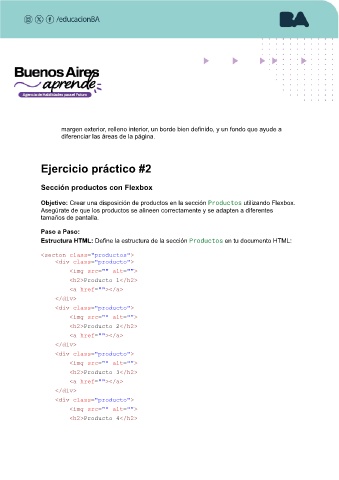 /educacionBA
BA
Buenos Aires
aprende
Agencia de Habilidades para el Futuro
margen exterior, relleno interior, un borde bien definido, y un fondo que ayude a
diferenciar las áreas de la página.
Ejercicio práctico #2
Sección productos con Flexbox
Objetivo: Crear una disposición de productos en la sección Productos utilizando Flexbox.
Asegúrate de que los productos se alineen correctamente y se adapten a diferentes
tamaños de pantalla.
Paso a Paso:
Estructura HTML: Define la estructura de la sección Productos en tu documento HTML:
<secton class="productos">
<div class="producto">
<img src="" alt="">
<h2>Producto 1</h2>
<a href=""></a>
</div>
<div class="producto">
<img src="" alt="">
<h2>Producto 2</h2>
<a href=""></a>
</div>
<div class="producto">
<img src="" alt="">
<h2>Producto 3</h2>
<a href=""></a>
</div>
<div class="producto">
<img src="" alt="">
<h2>Producto 4</h2>